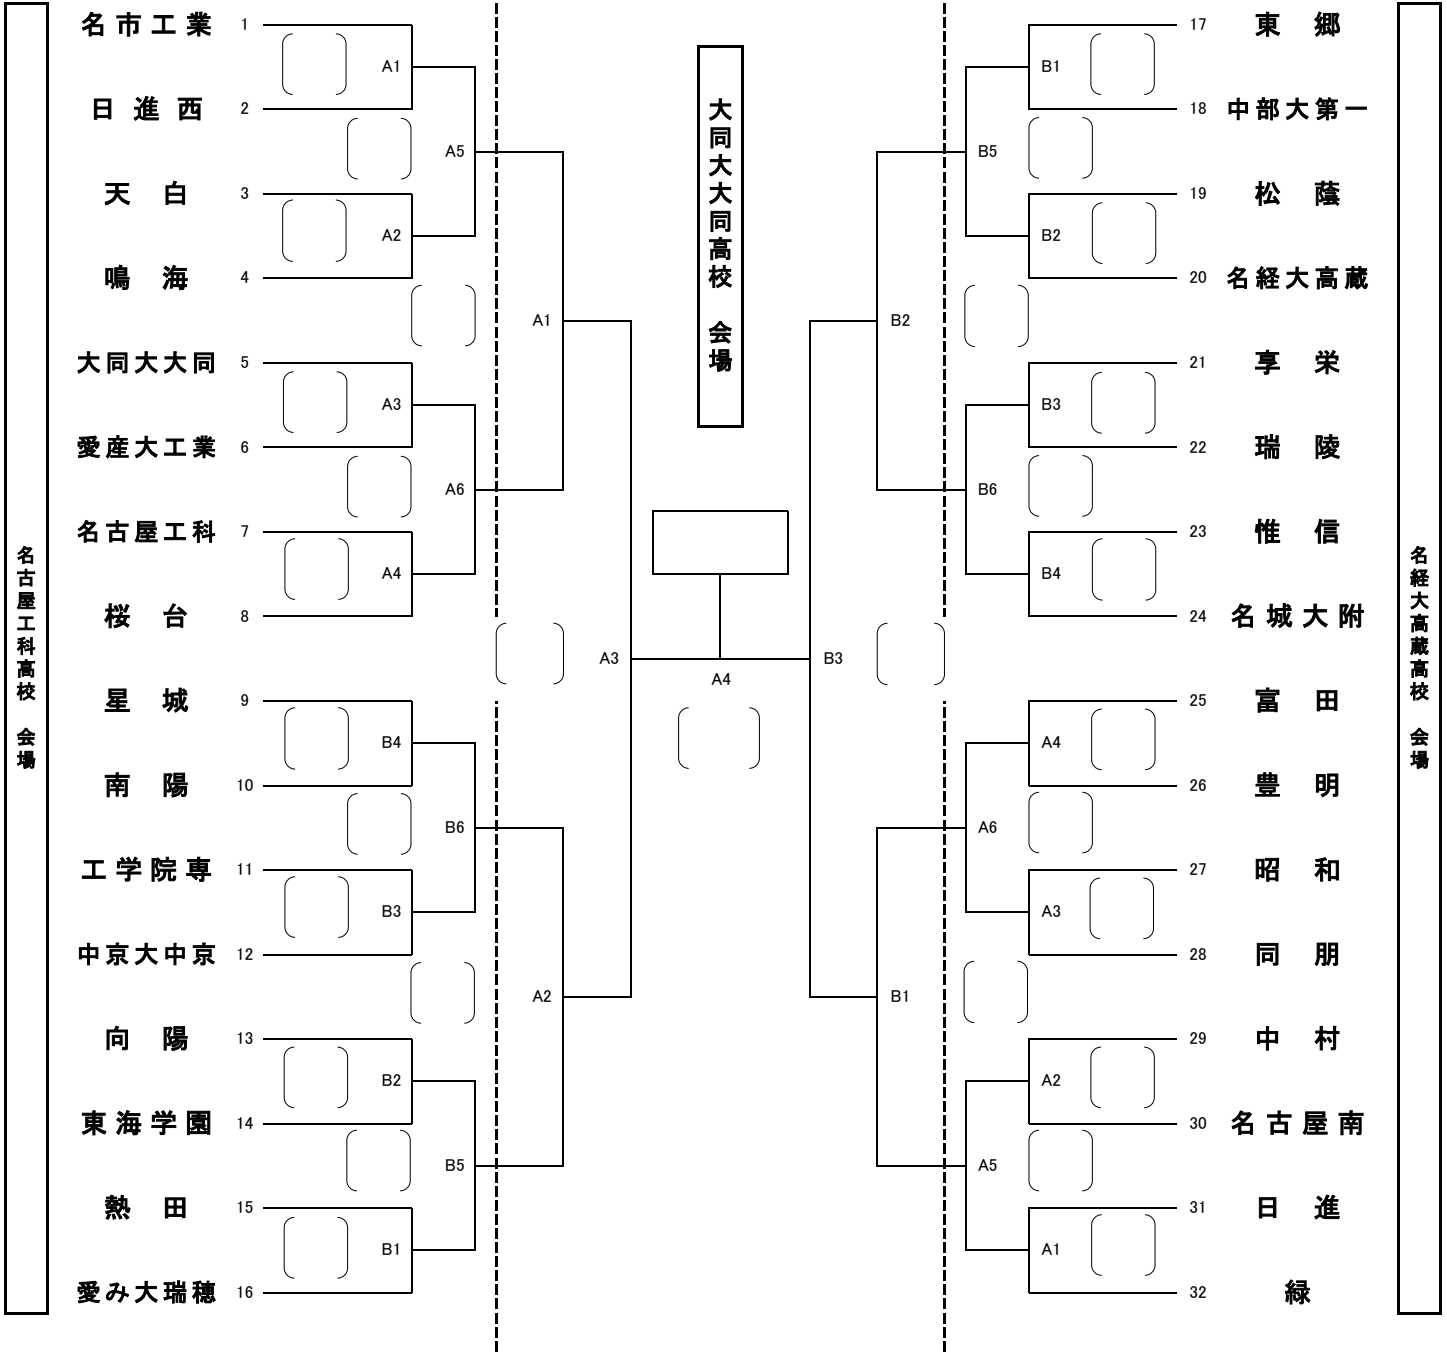 名古屋工科高校 会場
名市工業 1
A1
日進西 2
A5
天白 3
A2
鳴海 4
A1
大同大大同 5
A3
愛産大工業 6
A6
名古屋工科 7
A4
桜台 8
A3
星城 9
B4
南陽 10
B6
工学院専 11
B3
中京大中京 12
A2
向陽 13
B2
東海学園 14
B5
熱田 15
B1
愛み大瑞穂 16
大同大大同高校 会場
A4
17 東郷
B1
18 中部大第一
B5
19 松蔭
B2
20 名経大高蔵
B2
21 享栄
B3
22 瑞陵
B6
23 惟信
B4
24 名城大附
B3
25 富田
A4
26 豊明
A6
27 昭和
A3
28 同朋
B1
29 中村
A2
30 名古屋南
A5
31 日進
A1
32 緑
名経大高蔵高校 会場